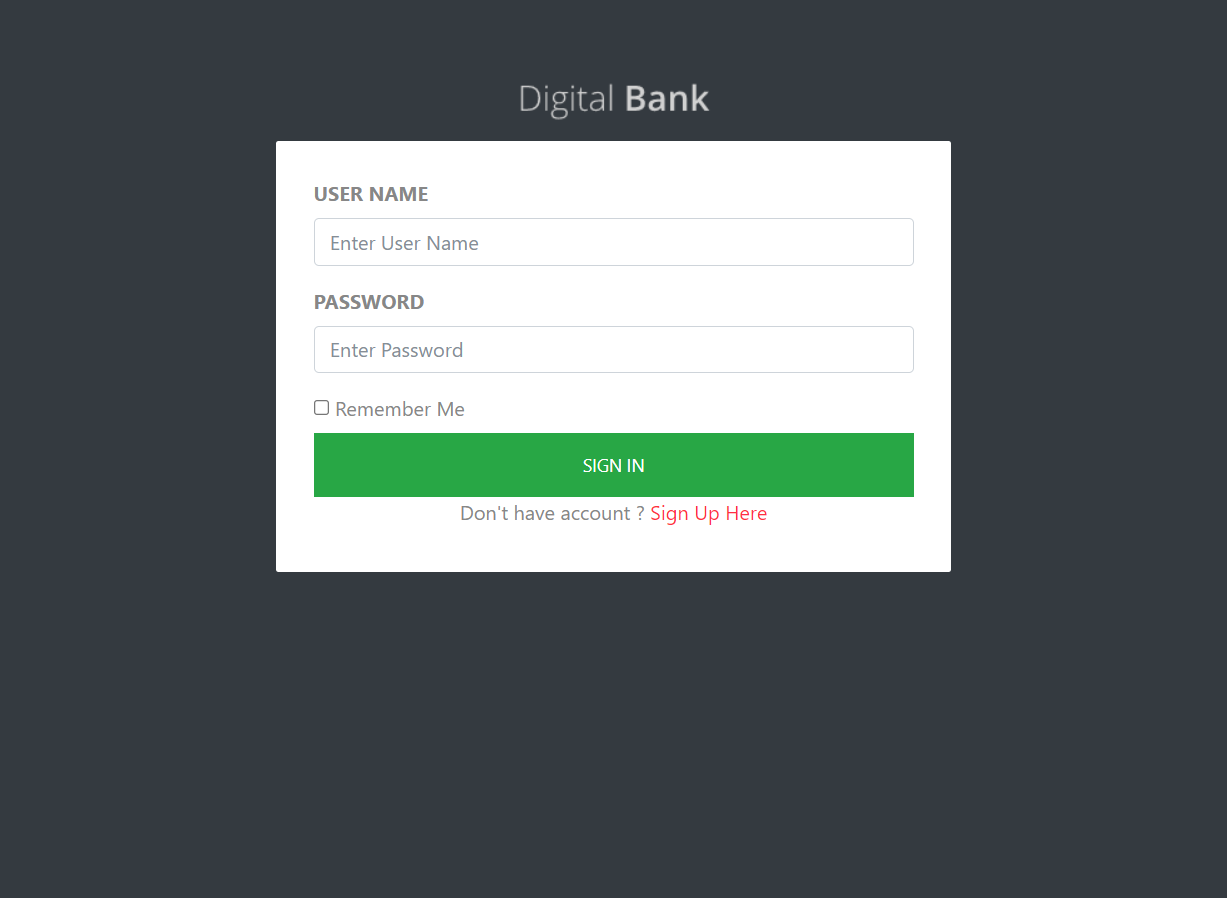 Digital Bank
USER NAME
Enter User Name
PASSWORD
Enter Password
Remember Me
SIGN IN
Don't have account ? Sign Up Here